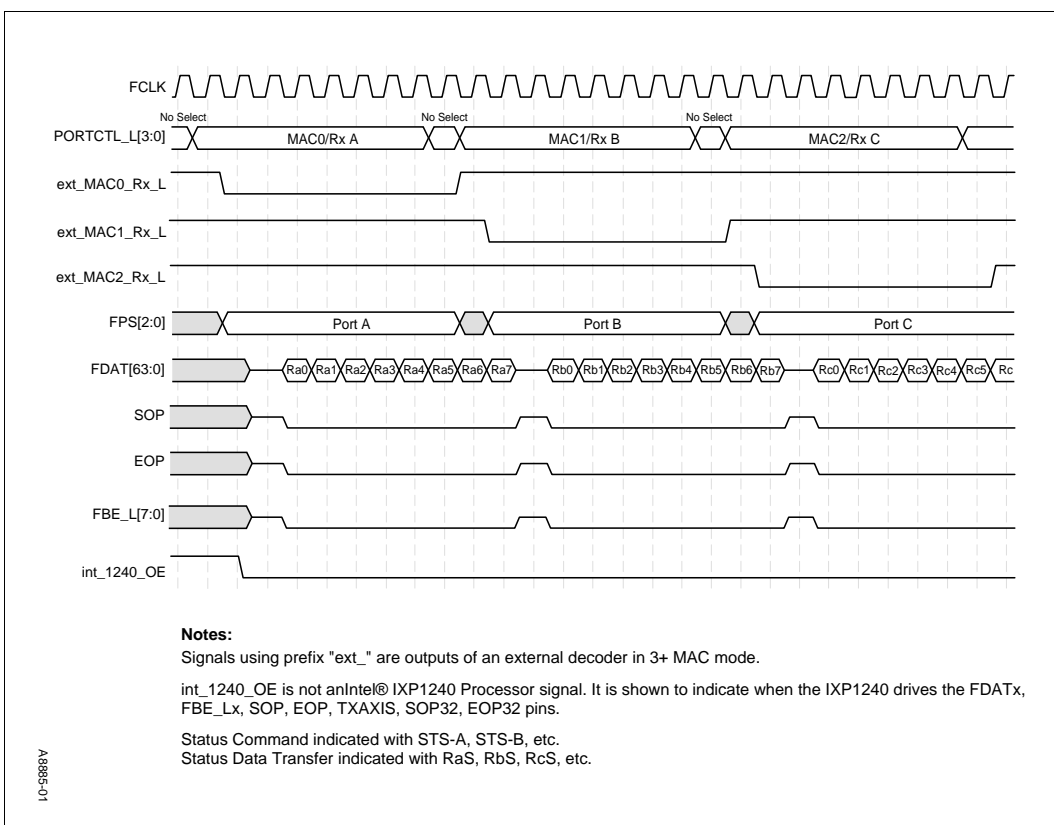 FCLK
No Select No Select No Select
PORTCTL_L[3:0] MAC0/Rx A MAC1/Rx B MAC2/Rx C
ext_MAC0_Rx_L
ext_MAC1_Rx_L
ext_MAC2_Rx_L
FPS[2:0] Port A Port B Port C
FDAT[63:0] Ra0 Ra1 Ra2 Ra3 Ra4 Ra5 Ra6 Ra7 Rb0 Rb1 Rb2 Rb3 Rb4 Rb5 Rb6 Rb7 Rc0 Rc1 Rc2 Rc3 Rc4 Rc5 Rc
SOP
EOP
FBE_L[7:0]
int_1240_OE
Notes:
Signals using prefix "ext_" are outputs of an external decoder in 3+ MAC mode.
int_1240_OE is not anIntel® IXP1240 Processor signal. It is shown to indicate when the IXP1240 drives the FDATx,
FBE_Lx, SOP, EOP, TXAXIS, SOP32, EOP32 pins.
Status Command indicated with STS-A, STS-B, etc.
Status Data Transfer indicated with RaS, RbS, RcS, etc.
A8885-01